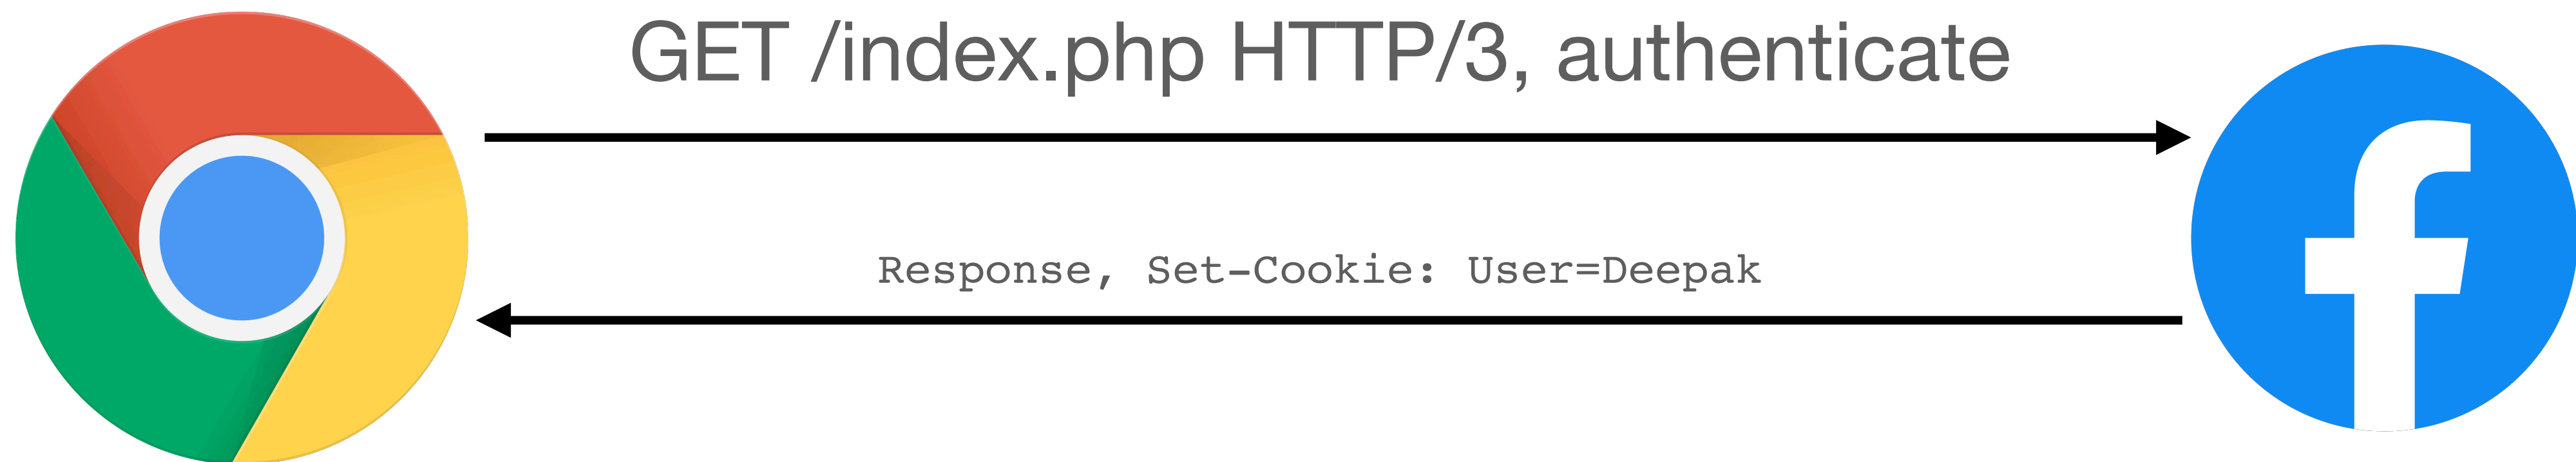 GET /index.php HTTP/3, authenticate
Response, Set-Cookie: User=Deepak